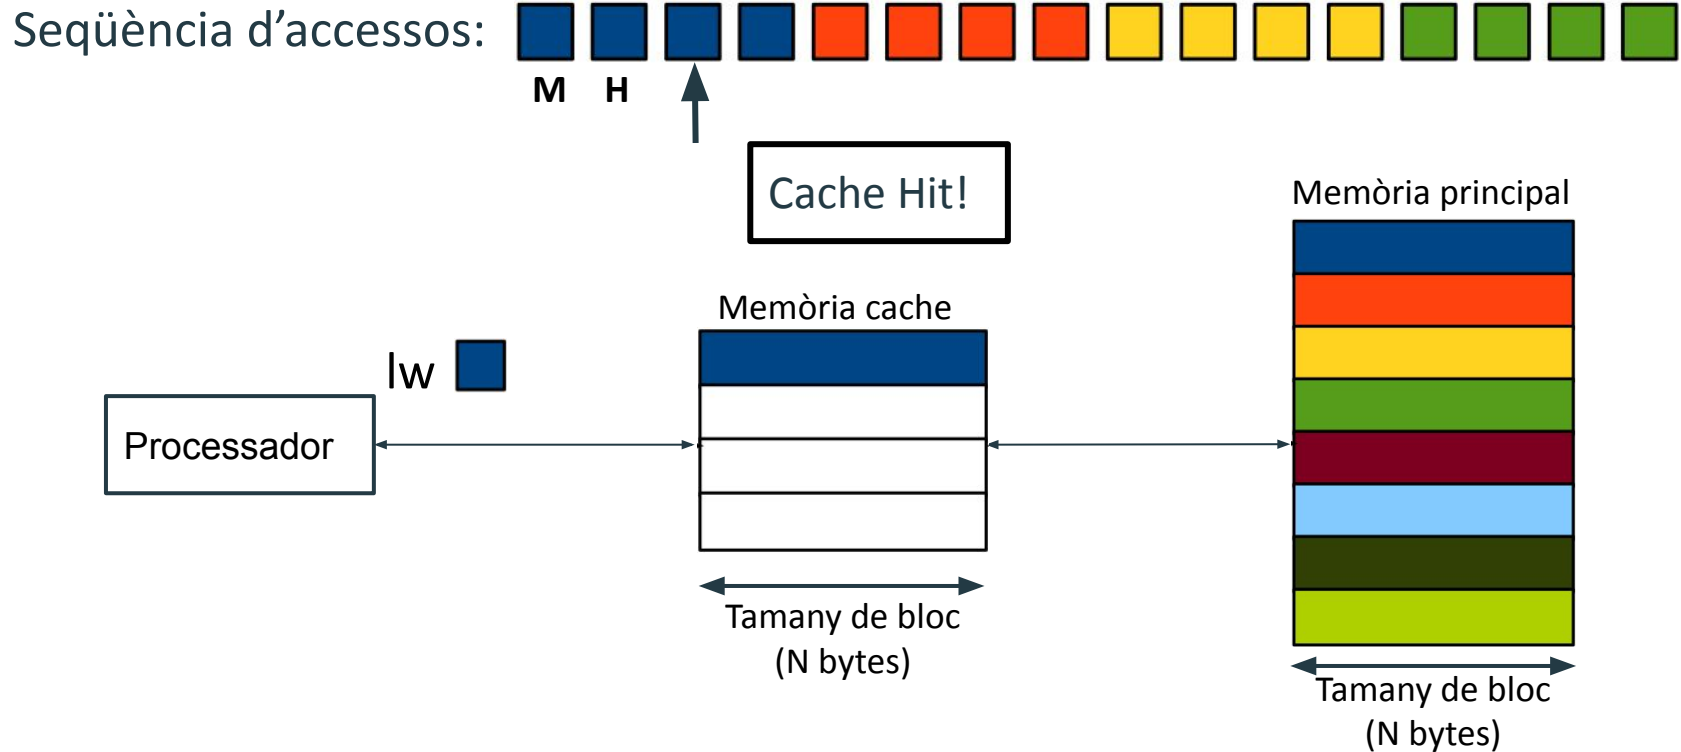 Seqüència d'accessos:
M H
Cache Hit!
Memòria principal
Memòria cache
lw
Processador
Tamany de bloc
(N bytes)
Tamany de bloc
(N bytes)